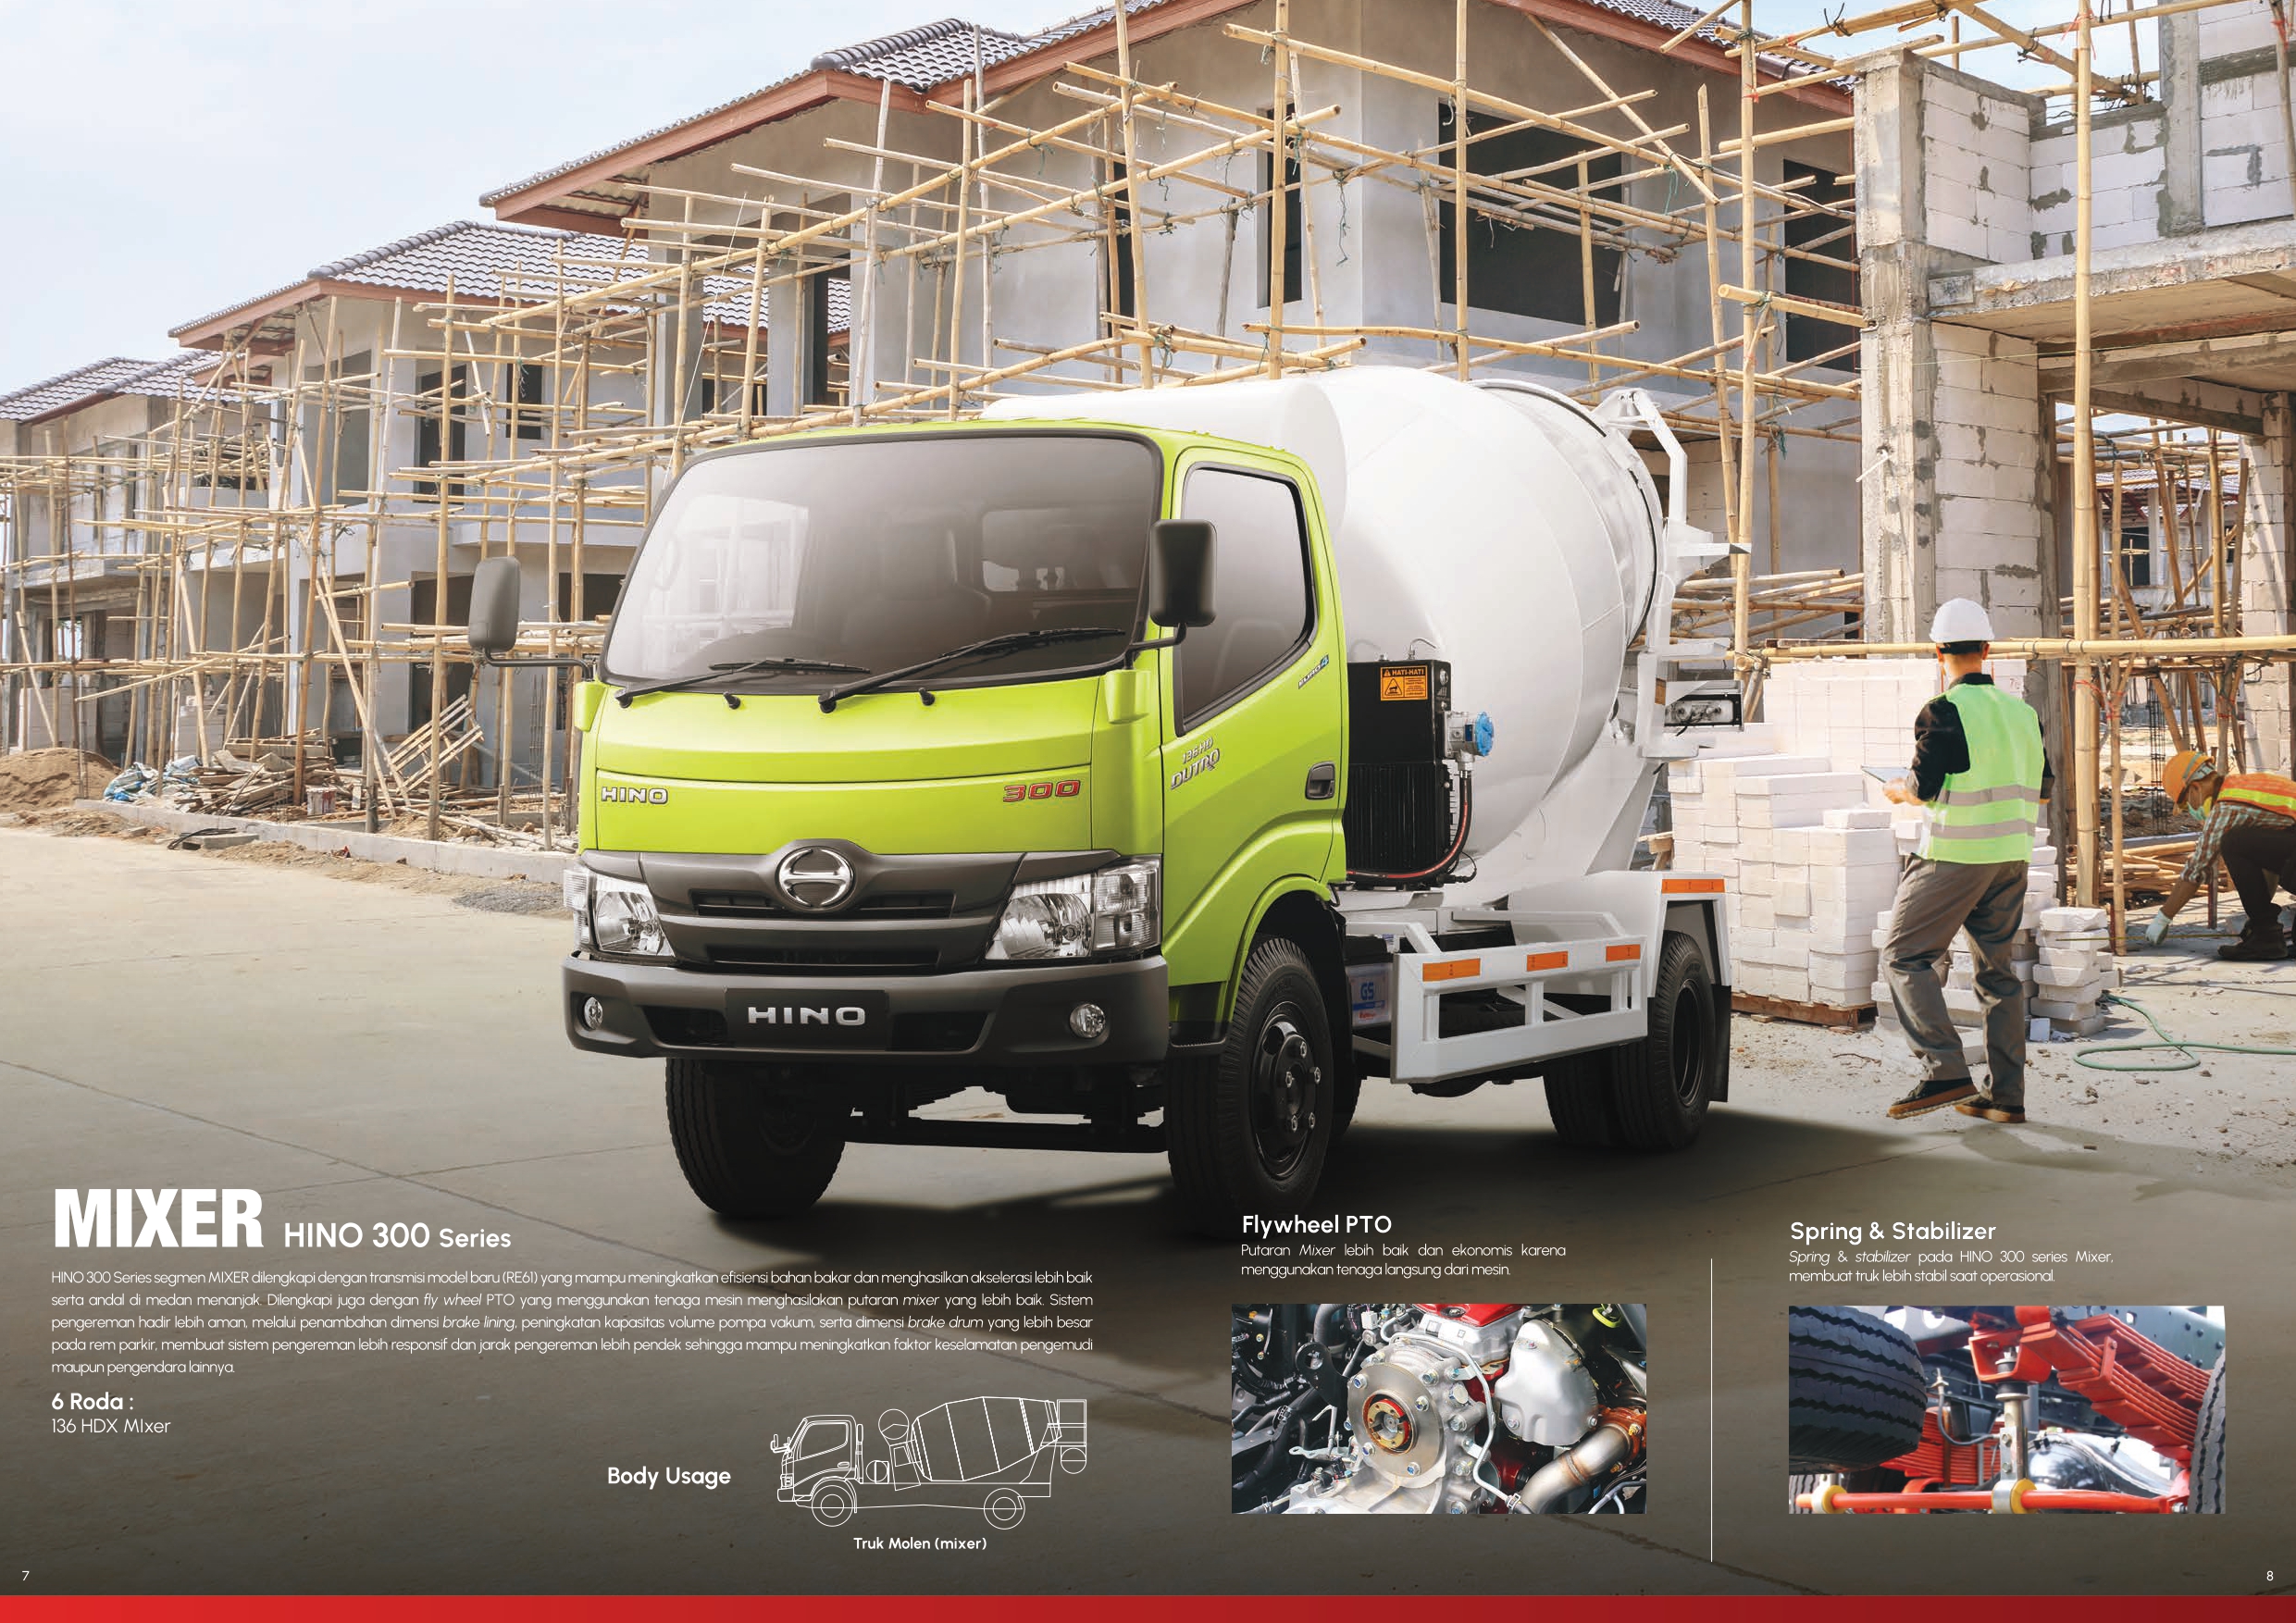 HATI-HATI
EURO 4
136HD
DUTRO
HINO
300
HINO
GS
MIXER HINO 300 Series
HINO 300 Series segmen MIXER dilengkapi dengan transmisi model baru (RE61) yang mampu meningkatkan efisiensi bahan bakar dan menghasilkan akselerasi lebih baik
serta andal di medan menanjak. Dilengkapi juga dengan fly wheel PTO yang menggunakan tenaga mesin menghasilakan putaran mixer yang lebih baik. Sistem
pengereman hadir lebih aman, melalui penambahan dimensi brake lining, peningkatan kapasitas volume pompa vakum, serta dimensi brake drum yang lebih besar
pada rem parkir, membuat sistem pengereman lebih responsif dan jarak pengereman lebih pendek sehingga mampu meningkatkan faktor keselamatan pengemudi
maupun pengendara lainnya.
6 Roda :
136 HDX MIxer
Body Usage
Truk Molen (mixer)
Flywheel PTO
Putaran Mixer lebih baik dan ekonomis karena
menggunakan tenaga langsung dari mesin.
Spring & Stabilizer
Spring & stabilizer pada HINO 300 series Mixer,
membuat truk lebih stabil saat operasional.
7
8